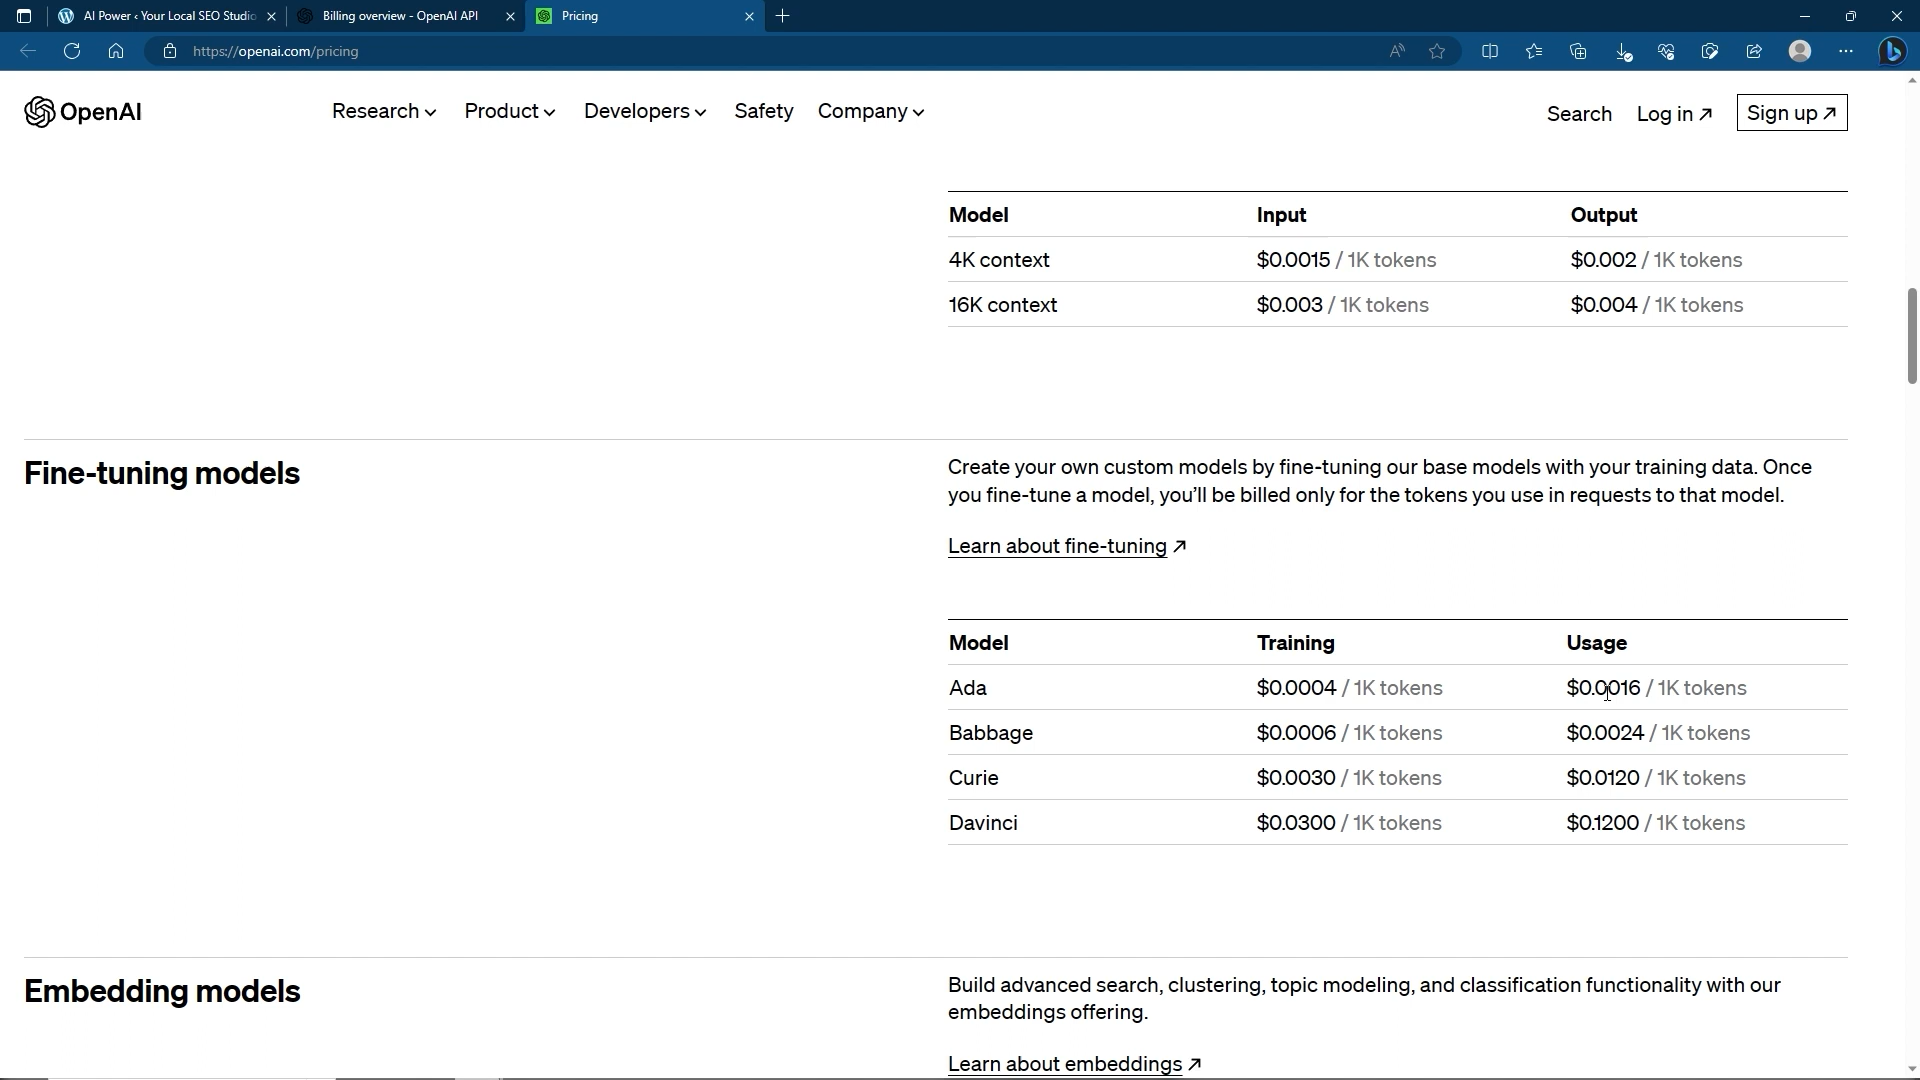 AI Power ‹ Your Local SEO Studio
Billing overview - OpenAI API
Pricing
https://openai.com/pricing
OpenAI
Research
Product
Developers
Safety
Company
Search
Log in ↗
Sign up ↗
Model Input Output
4K context $0.0015 / 1K tokens $0.002 / 1K tokens
16K context $0.003 / 1K tokens $0.004 / 1K tokens
Fine-tuning models
Create your own custom models by fine-tuning our base models with your training data. Once
you fine-tune a model, you’ll be billed only for the tokens you use in requests to that model.
Learn about fine-tuning ↗
Model Training Usage
Ada $0.0004 / 1K tokens $0.0016 / 1K tokens
Babbage $0.0006 / 1K tokens $0.0024 / 1K tokens
Curie $0.0030 / 1K tokens $0.0120 / 1K tokens
Davinci $0.0300 / 1K tokens $0.1200 / 1K tokens
Embedding models
Build advanced search, clustering, topic modeling, and classification functionality with our
embeddings offering.
Learn about embeddings ↗